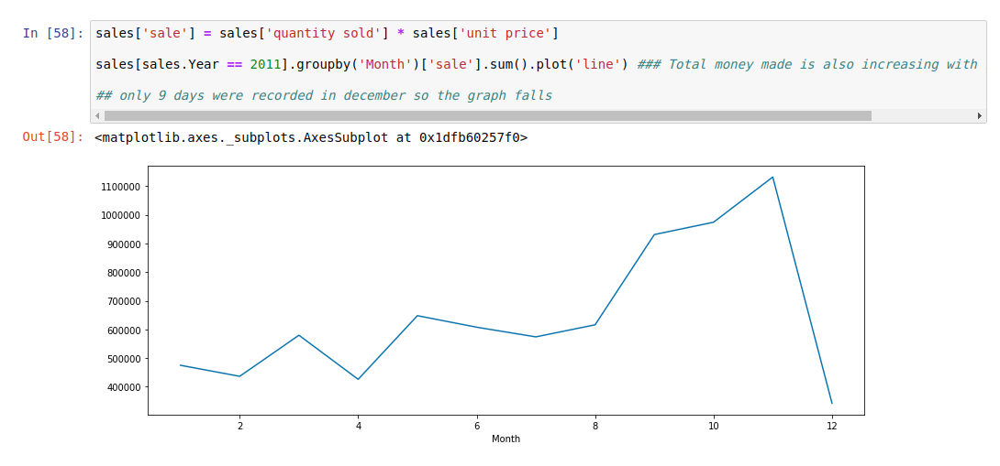 In [58]: sales['sale'] = sales['quantity sold'] * sales['unit price']
sales[sales.Year == 2011].groupby('Month')['sale'].sum().plot('line') ### Total money made is also increasing with
## only 9 days were recorded in december so the graph falls
Out[58]: <matplotlib.axes._subplots.AxesSubplot at 0x1dfb60257f0>
1100000
1000000
900000
800000
700000
600000
500000
400000
2 4 6 8 10 12
Month